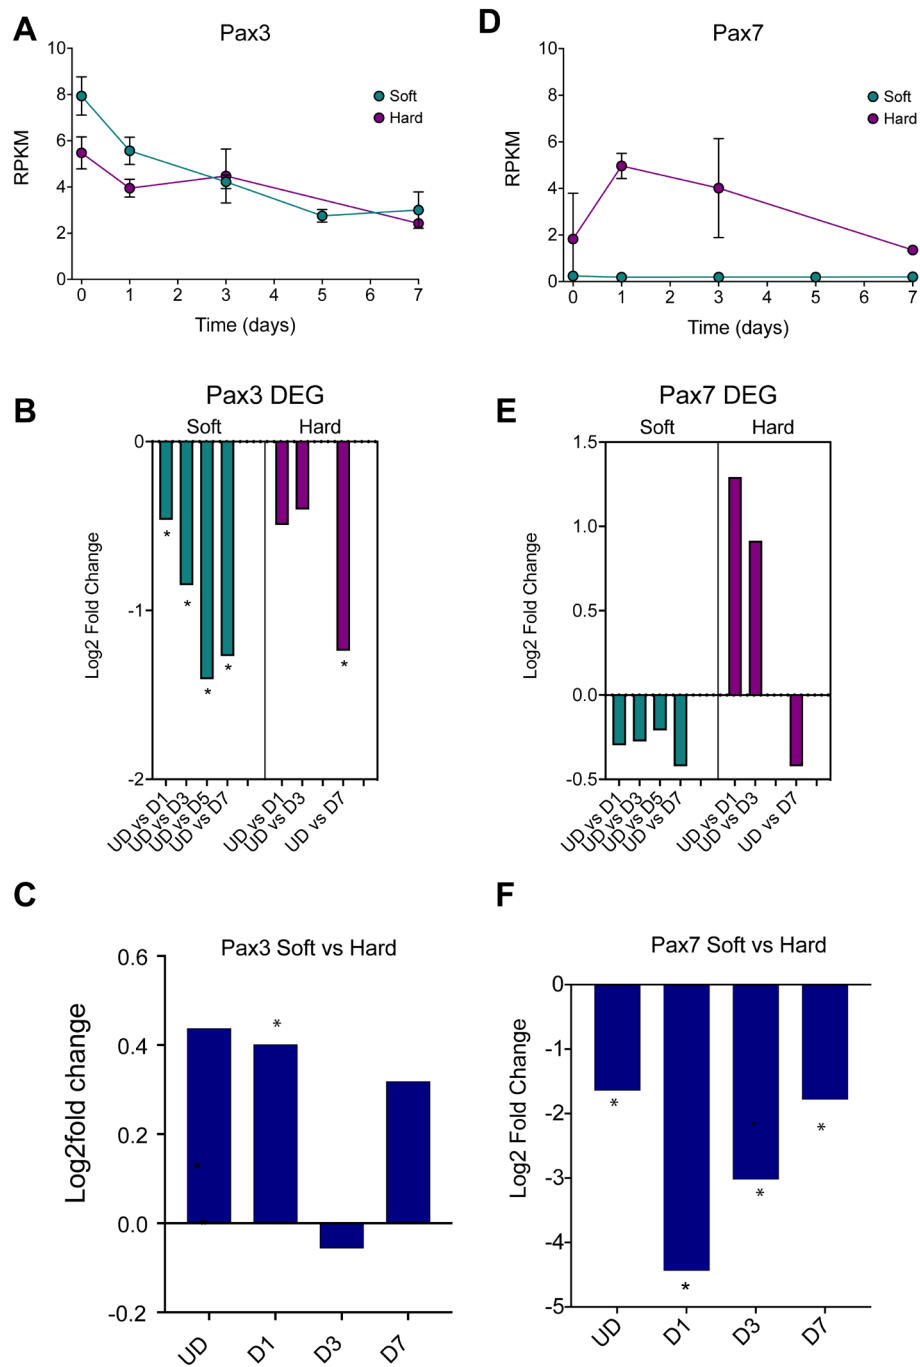 A
Pax3
10
8
6
4
2
0
RPKM
Soft
Hard
0 1 2 3 4 5 6 7
Time (days)
D
Pax7
10
8
6
4
2
0
RPKM
Soft
Hard
0 1 2 3 4 5 6 7
Time (days)
B
Pax3 DEG
Soft Hard
0
-1
-2
Log2 Fold Change
* * * * *
UD vs D1
UD vs D3
UD vs D5
UD vs D7
UD vs D1
UD vs D3
UD vs D7
E
Pax7 DEG
Soft Hard
1.5
1.0
0.5
0.0
-0.5
Log2 Fold Change
UD vs D1
UD vs D3
UD vs D5
UD vs D7
UD vs D1
UD vs D3
UD vs D7
C
Pax3 Soft vs Hard
0.6
0.4
0.2
0.0
-0.2
Log2fold change
*
UD D1 D3 D7
F
Pax7 Soft vs Hard
0
-1
-2
-3
-4
-5
Log2 Fold Change
* * * *
UD D1 D3 D7